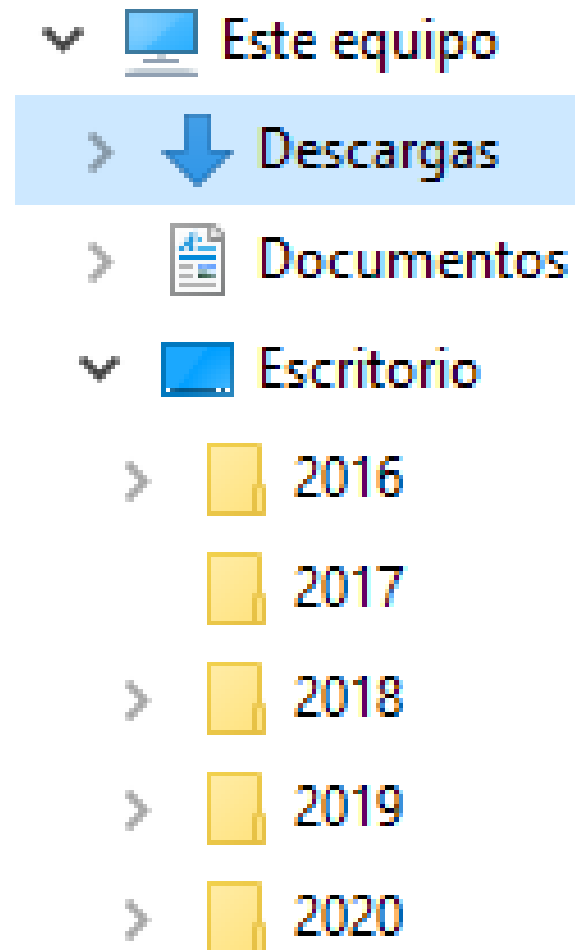 Este equipo
Descargas
Documentos
Escritorio
2016
2017
2018
2019
2020